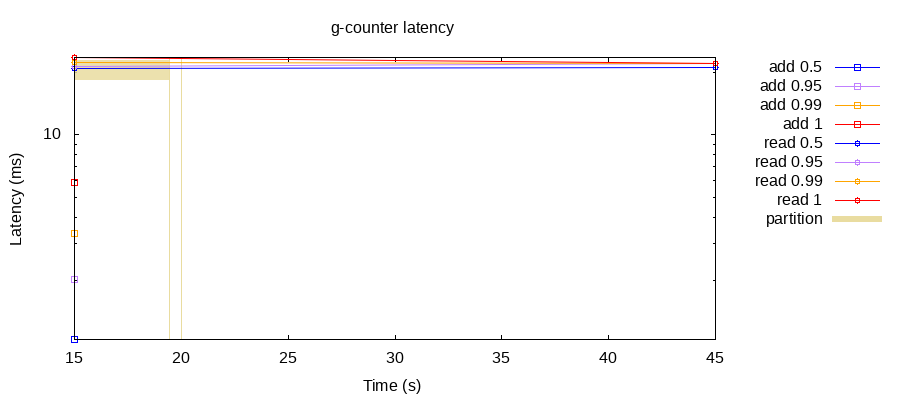 g-counter latency
add 0.5
add 0.95
add 0.99
add 1
read 0.5
read 0.95
read 0.99
read 1
partition
Latency (ms)
10
15 20 25 30 35 40 45
Time (s)